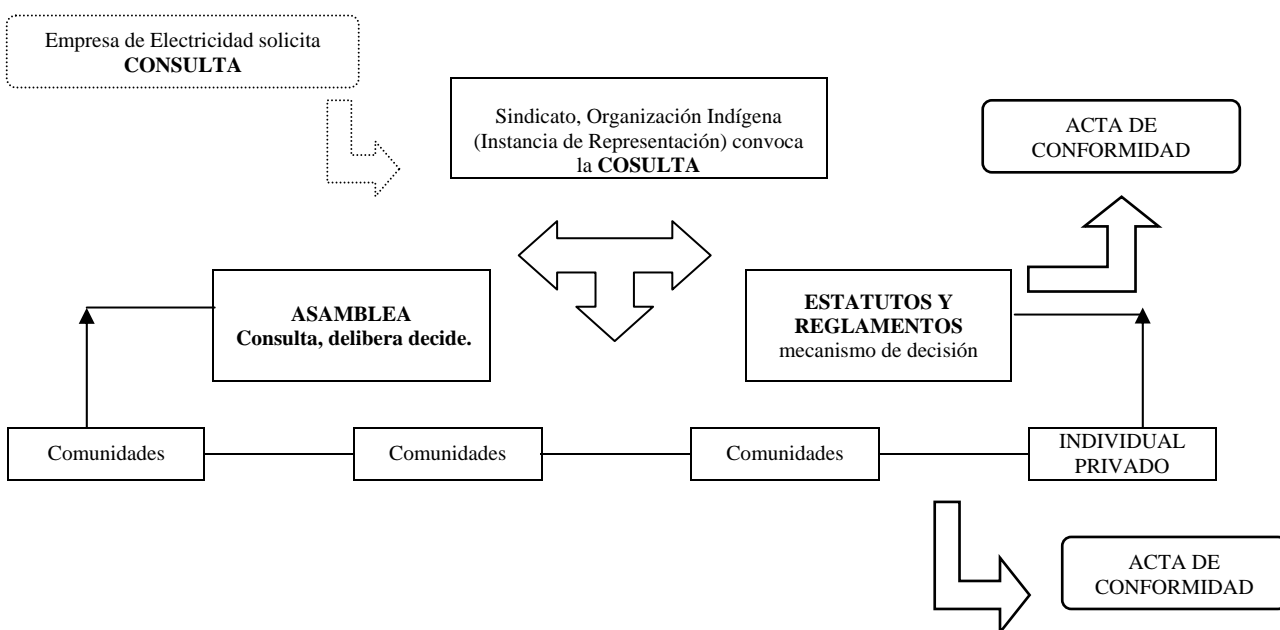 Empresa de Electricidad solicita
CONSULTA
Sindicato, Organización Indígena
(Instancia de Representación) convoca
la COSULTA
ACTA DE
CONFORMIDAD
ASAMBLEA
Consulta, delibera decide.
ESTATUTOS Y
REGLAMENTOS
mecanismo de decisión
Comunidades
Comunidades
Comunidades
INDIVIDUAL
PRIVADO
ACTA DE
CONFORMIDAD